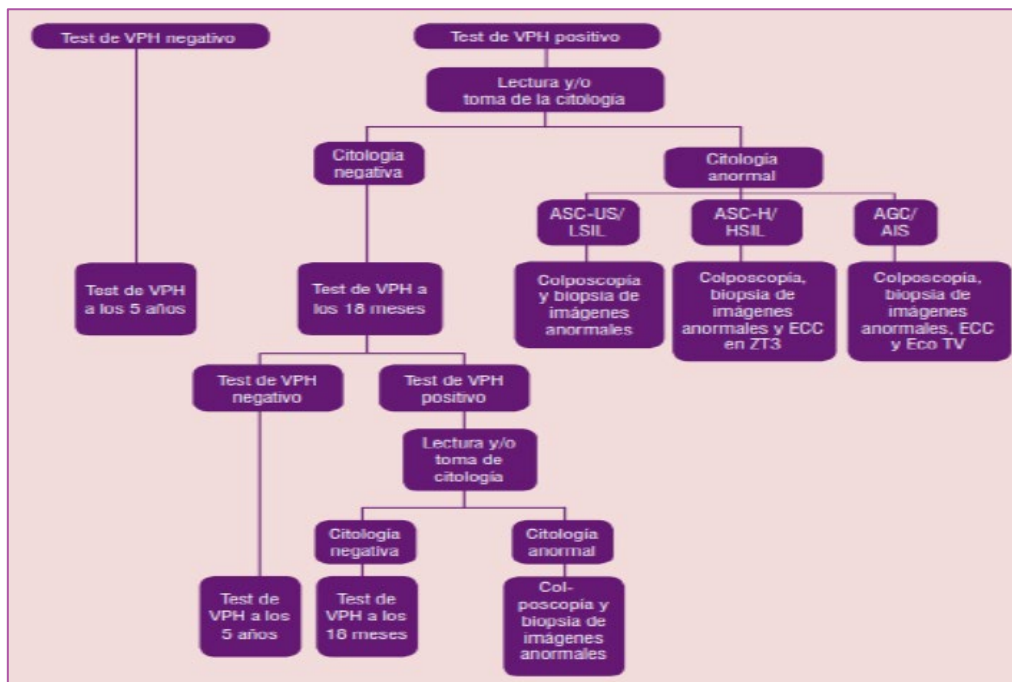 Test de VPH negativo
Test de VPH positivo
Lectura y/o
toma de la citología
Citología
negativa
Citología
anormal
ASC-US/
LSIL
ASC-H/
HSIL
AGC/
AIS
Test de VPH
a los 5 años
Test de VPH a
los 18 meses
Colposcopía
y biopsia de
imágenes
anormales
Colposcopía,
biopsia de
imágenes
anormales y ECC
en ZT3
Colposcopía,
biopsia de
imágenes
anormales, ECC
y Eco TV
Test de VPH
negativo
Test de VPH
positivo
Lectura y/o
toma de
citología
Citología
negativa
Citología
anormal
Test de
VPH a los
5 años
Test de
VPH a los
18 meses
Col-
poscopía y
biopsia de
imágenes
anormales